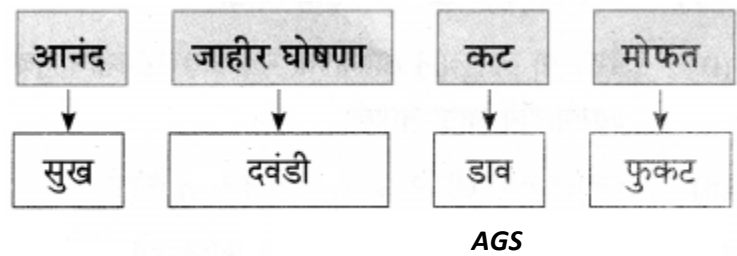 आनंद जाहीर घोषणा कट मोफत
सुख दवंडी डाव फुकट
AGS